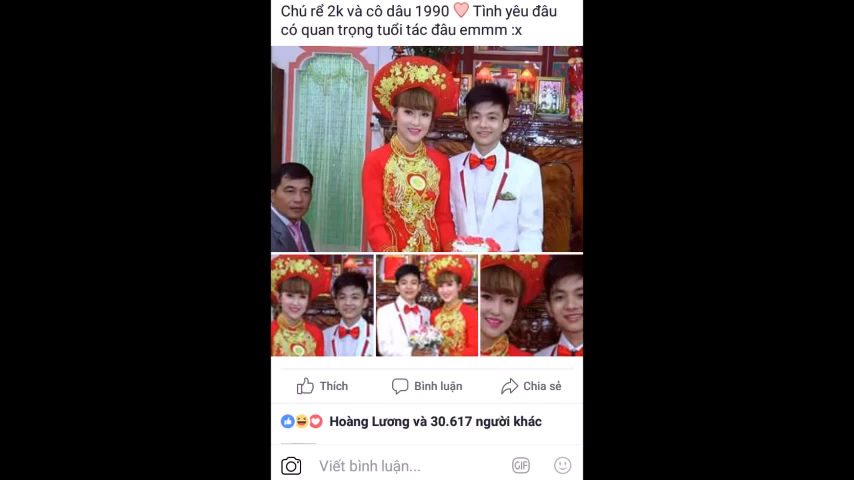 Chú rể 2k và cô dâu 1990 💗 Tình yêu đâu
có quan trọng tuổi tác đâu emmm :x
Thích
Bình luận
Chia sẻ
Hoàng Lương và 30.617 người khác
Viết bình luận...
GIF